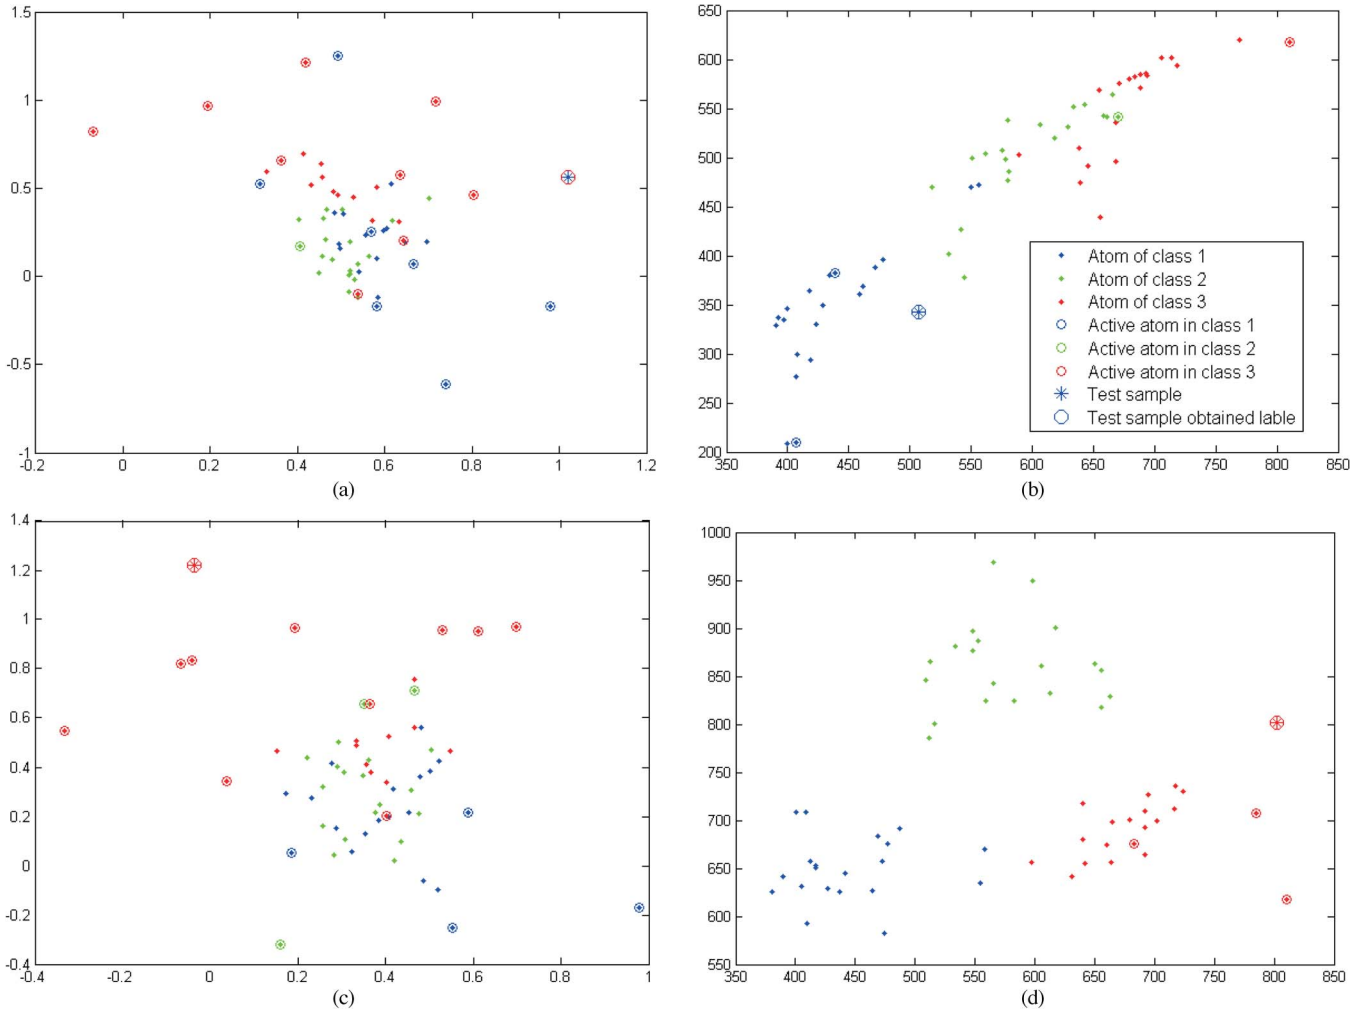 1.5
1
0.5
0
-0.5
-1
-0.2 0 0.2 0.4 0.6 0.8 1 1.2
(a)
650
600
550
500
450
400
350
300
250
200
350 400 450 500 550 600 650 700 750 800 850
Atom of class 1
Atom of class 2
Atom of class 3
Active atom in class 1
Active atom in class 2
Active atom in class 3
Test sample
Test sample obtained lable
(b)
1.4
1.2
1
0.8
0.6
0.4
0.2
0
-0.2
-0.4
-0.4 -0.2 0 0.2 0.4 0.6 0.8 1
(c)
1000
950
900
850
800
750
700
650
600
550
350 400 450 500 550 600 650 700 750 800 850
(d)